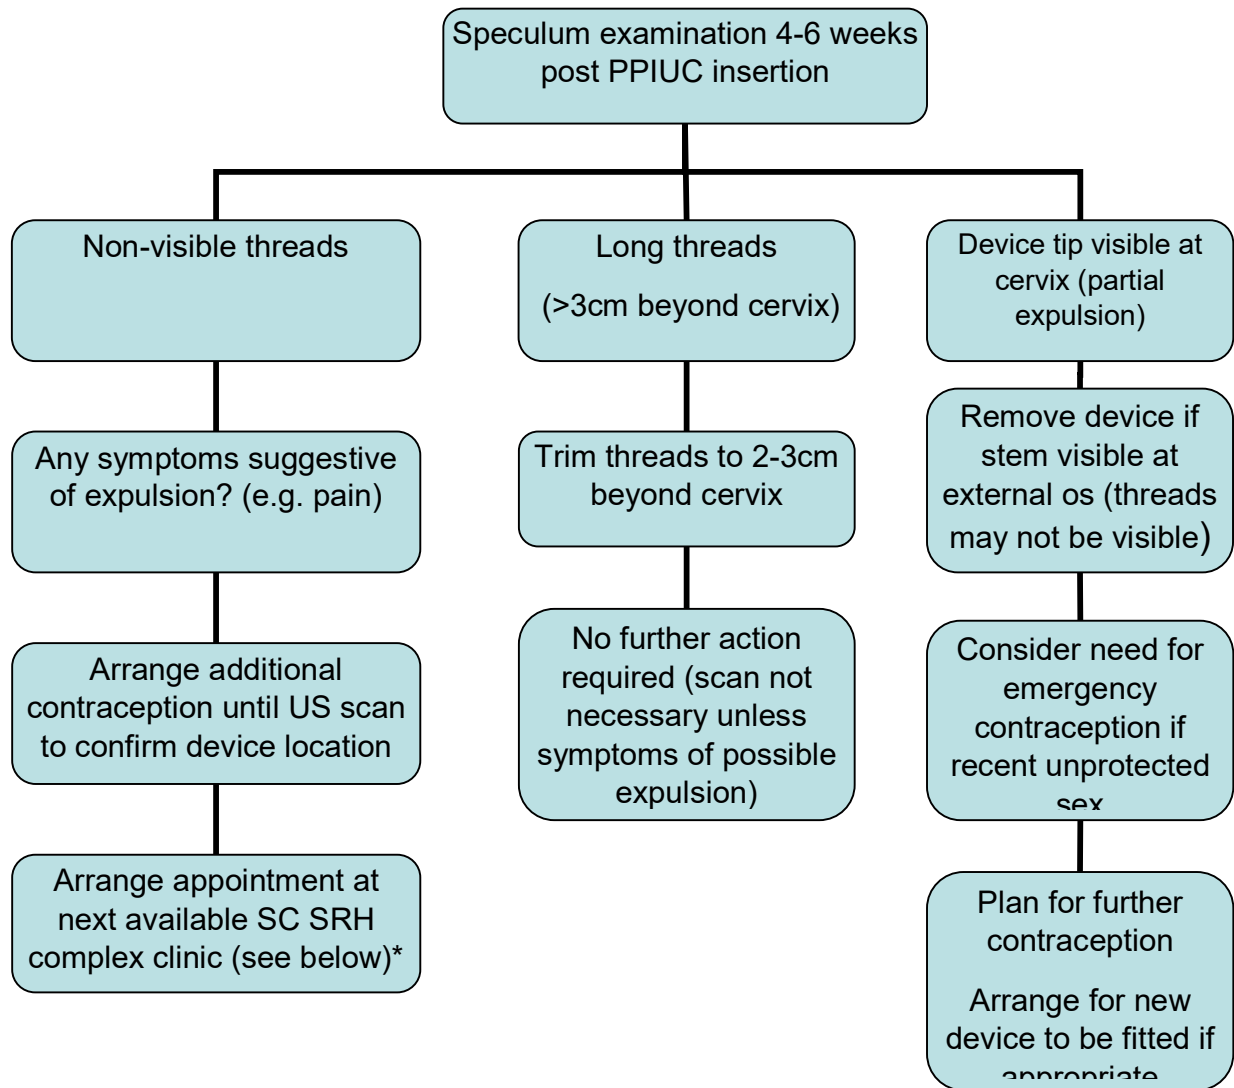 Speculum examination 4-6 weeks
post PPIUC insertion
Non-visible threads
Any symptoms suggestive
of expulsion? (e.g. pain)
Arrange additional
contraception until US scan
to confirm device location
Arrange appointment at
next available SC SRH
complex clinic (see below)*
Long threads
(>3cm beyond cervix)
Trim threads to 2-3cm
beyond cervix
No further action
required (scan not
necessary unless
symptoms of possible
expulsion)
Device tip visible at
cervix (partial
expulsion)
Remove device if
stem visible at
external os (threads
may not be visible)
Consider need for
emergency
contraception if
recent unprotected
sex
Plan for further
contraception
Arrange for new
device to be fitted if
appropriate